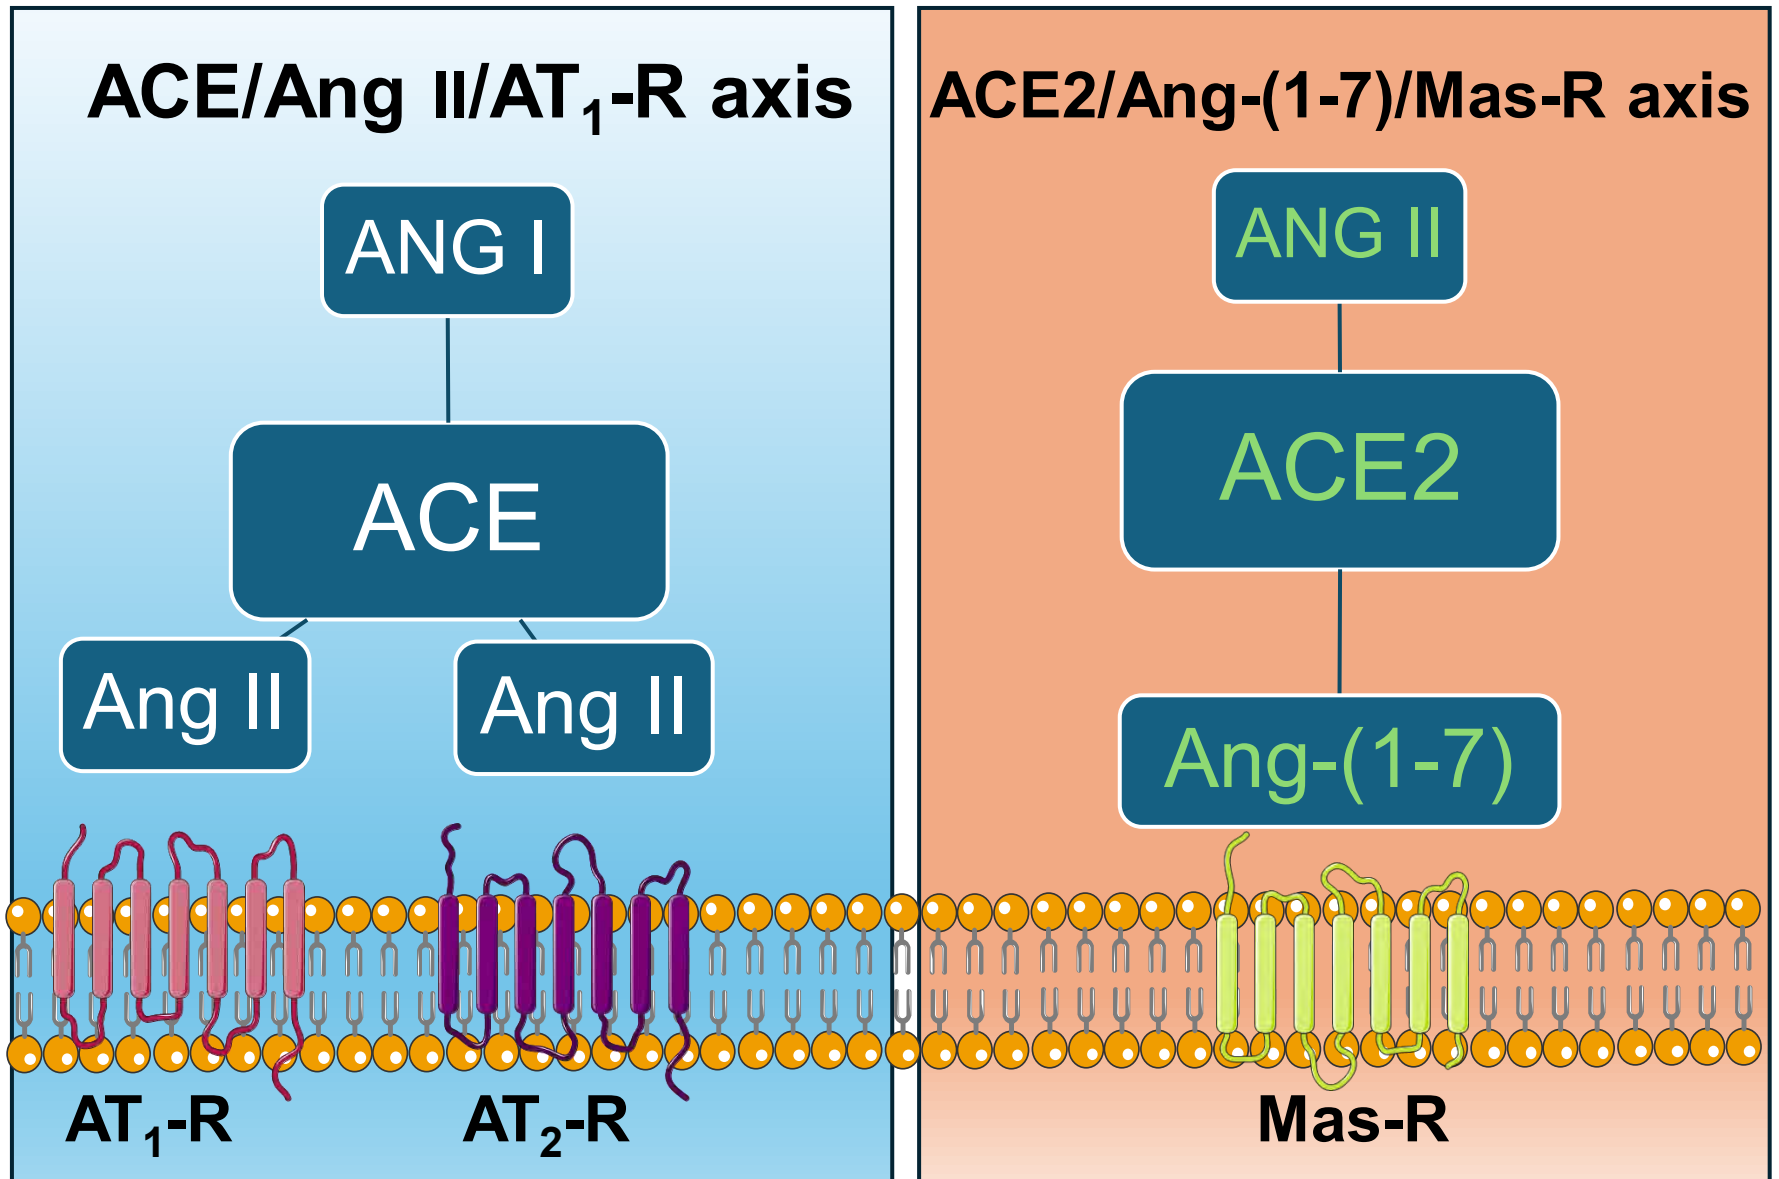 ACE/Ang II/AT₁-R axis
ANG I
ACE
Ang II
Ang II
AT₁-R
AT₂-R
ACE2/Ang-(1-7)/Mas-R axis
ANG II
ACE2
Ang-(1-7)
Mas-R